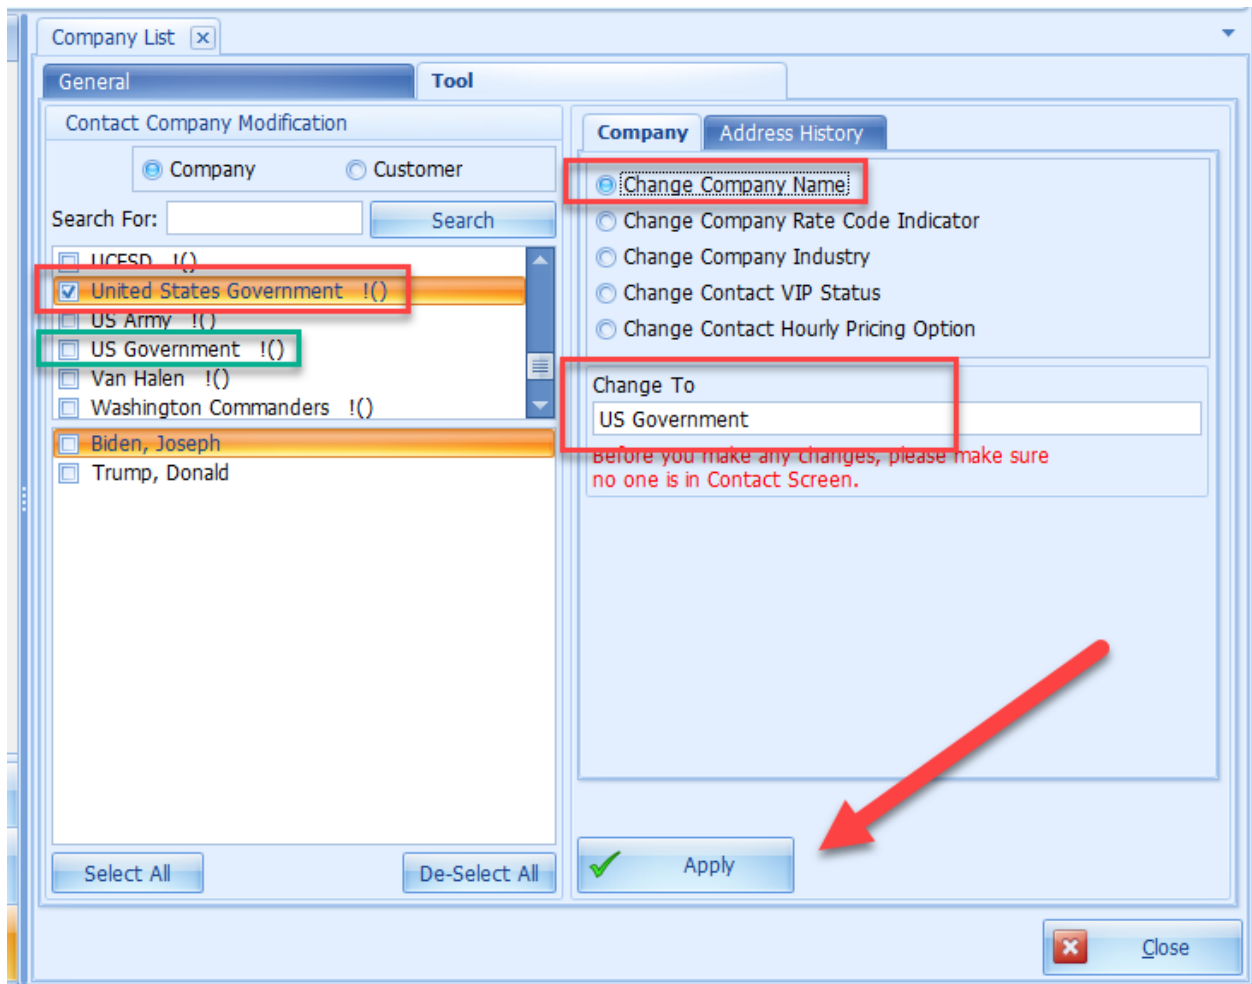 Company List
General
Tool
Contact Company Modification
Company
Customer
Search For:
Search
UCESD !()
United States Government !()
US Army !()
US Government !()
Van Halen !()
Washington Commanders !()
Biden, Joseph
Trump, Donald
Select All
De-Select All
Company
Address History
Change Company Name
Change Company Rate Code Indicator
Change Company Industry
Change Contact VIP Status
Change Contact Hourly Pricing Option
Change To
US Government
Before you make any changes, please make sure
no one is in Contact Screen.
Apply
Close